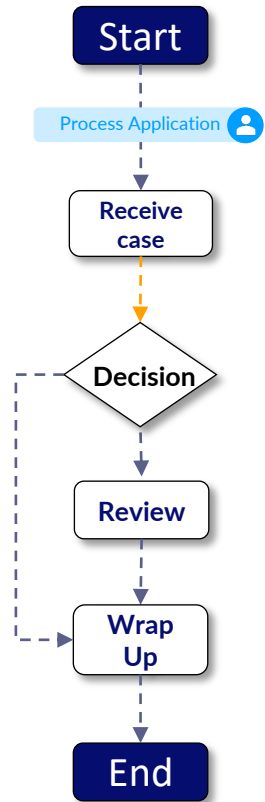 Start
Process Application
Receive
case
Decision
Review
Wrap
Up
End